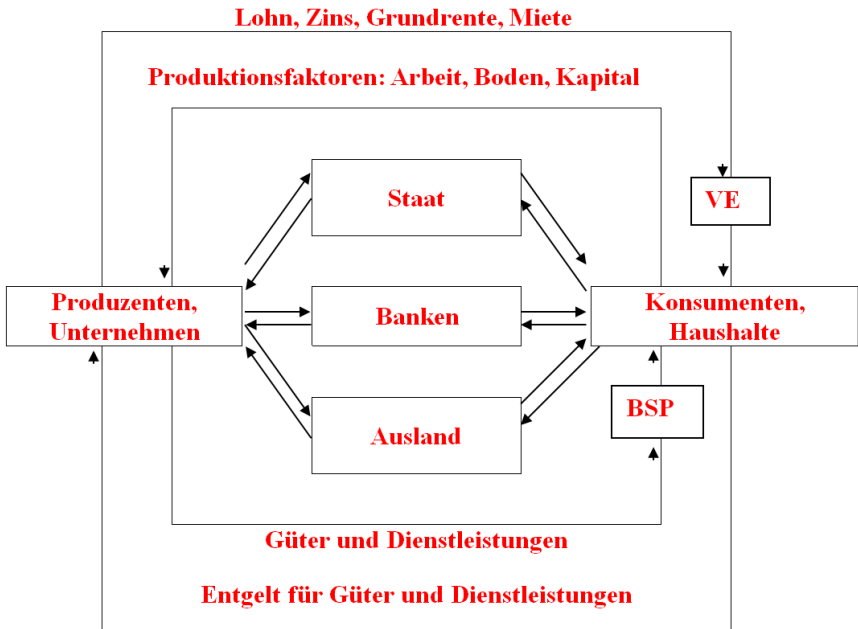 Lohn, Zins, Grundrente, Miete
Produktionsfaktoren: Arbeit, Boden, Kapital
Staat
VE
Produzenten,
Unternehmen
Banken
Konsumenten,
Haushalte
BSP
Ausland
Güter und Dienstleistungen
Entgelt für Güter und Dienstleistungen